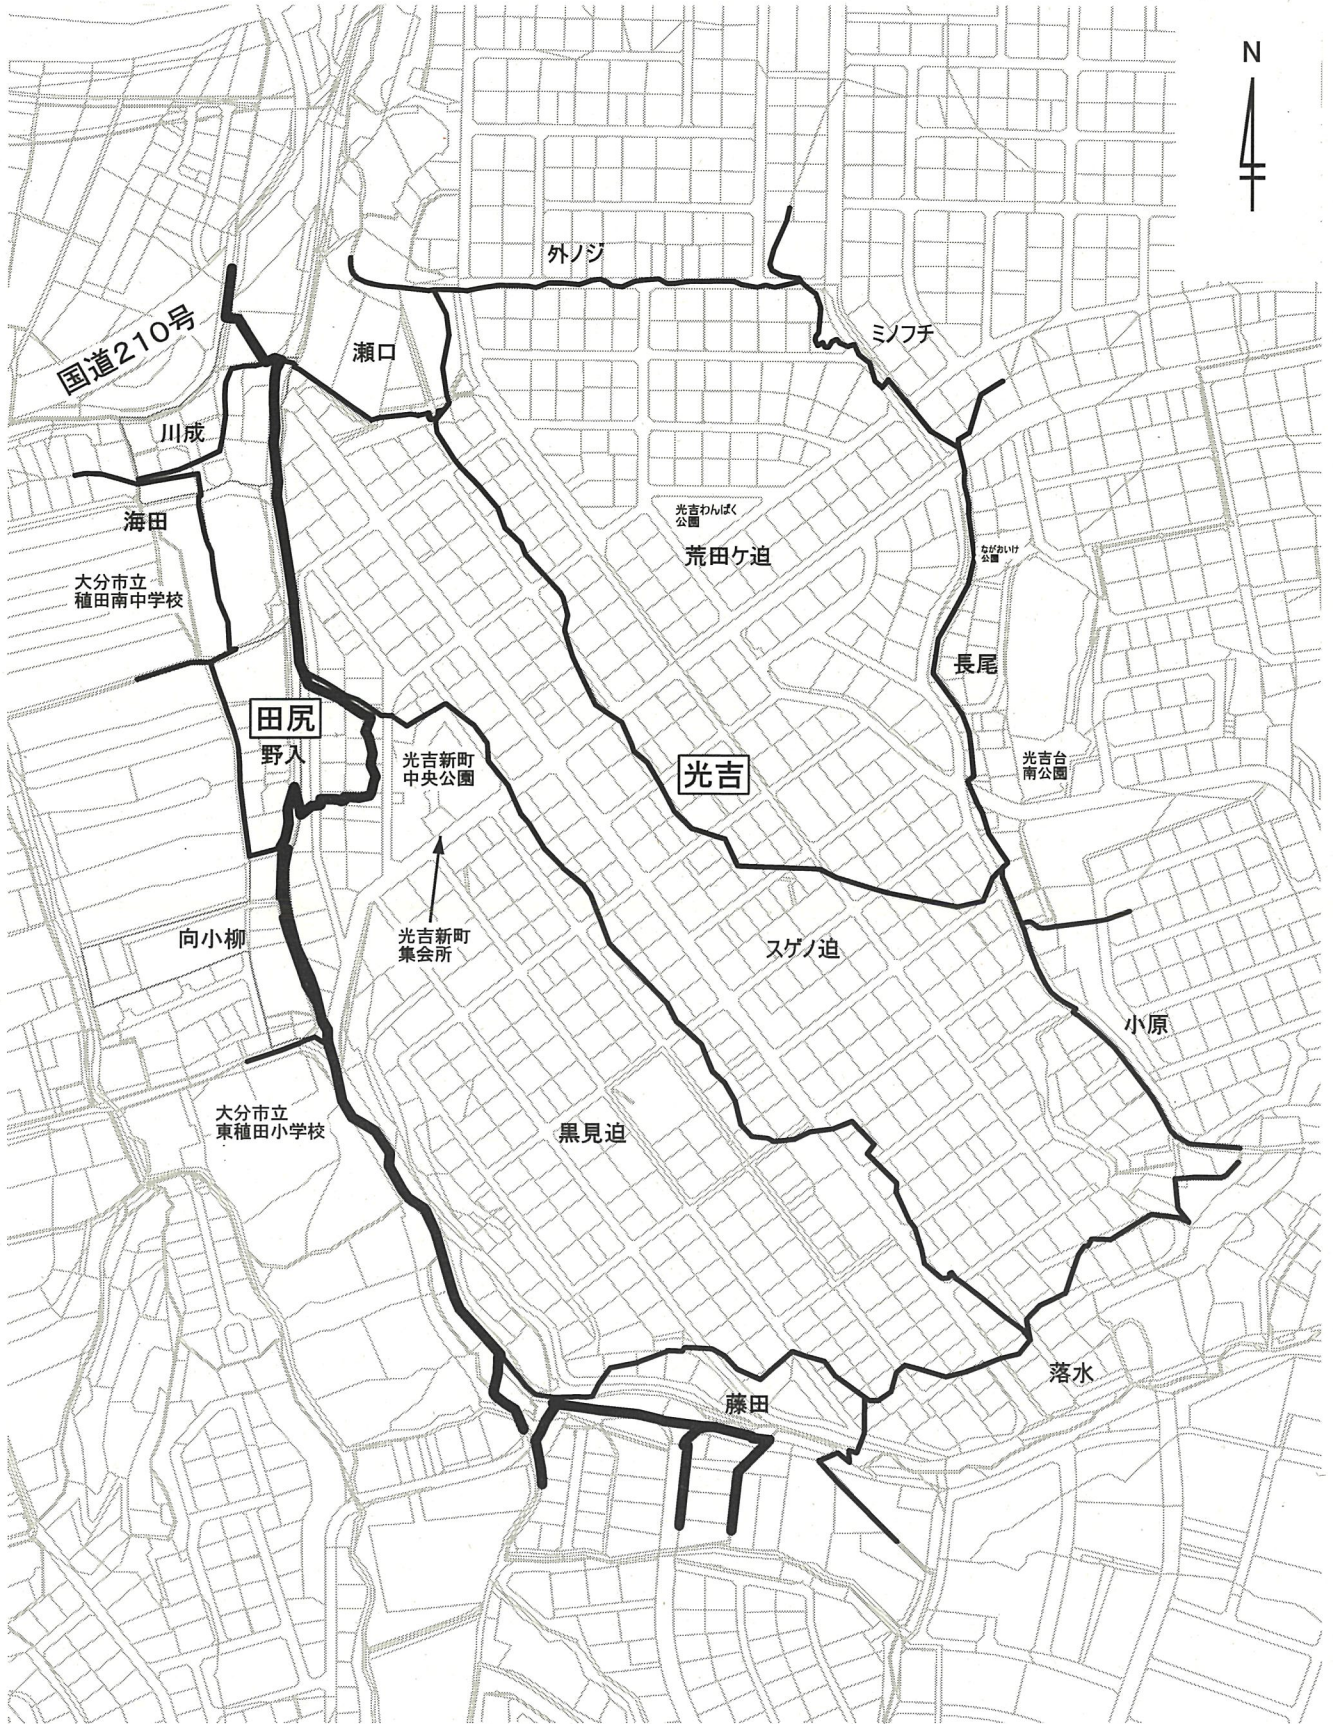 N
外ノジ
国道210号
ミノフチ
瀬口
川成
光吉わんぱく
公園
海田
荒田ケ迫
ながおいけ
公園
大分市立
稙田南中学校
長尾
田尻
野入
光吉新町
中央公園
光吉
光吉台
南公園
向小柳
光吉新町
集会所
スゲノ迫
小原
大分市立
東稙田小学校
黒見迫
落水
藤田